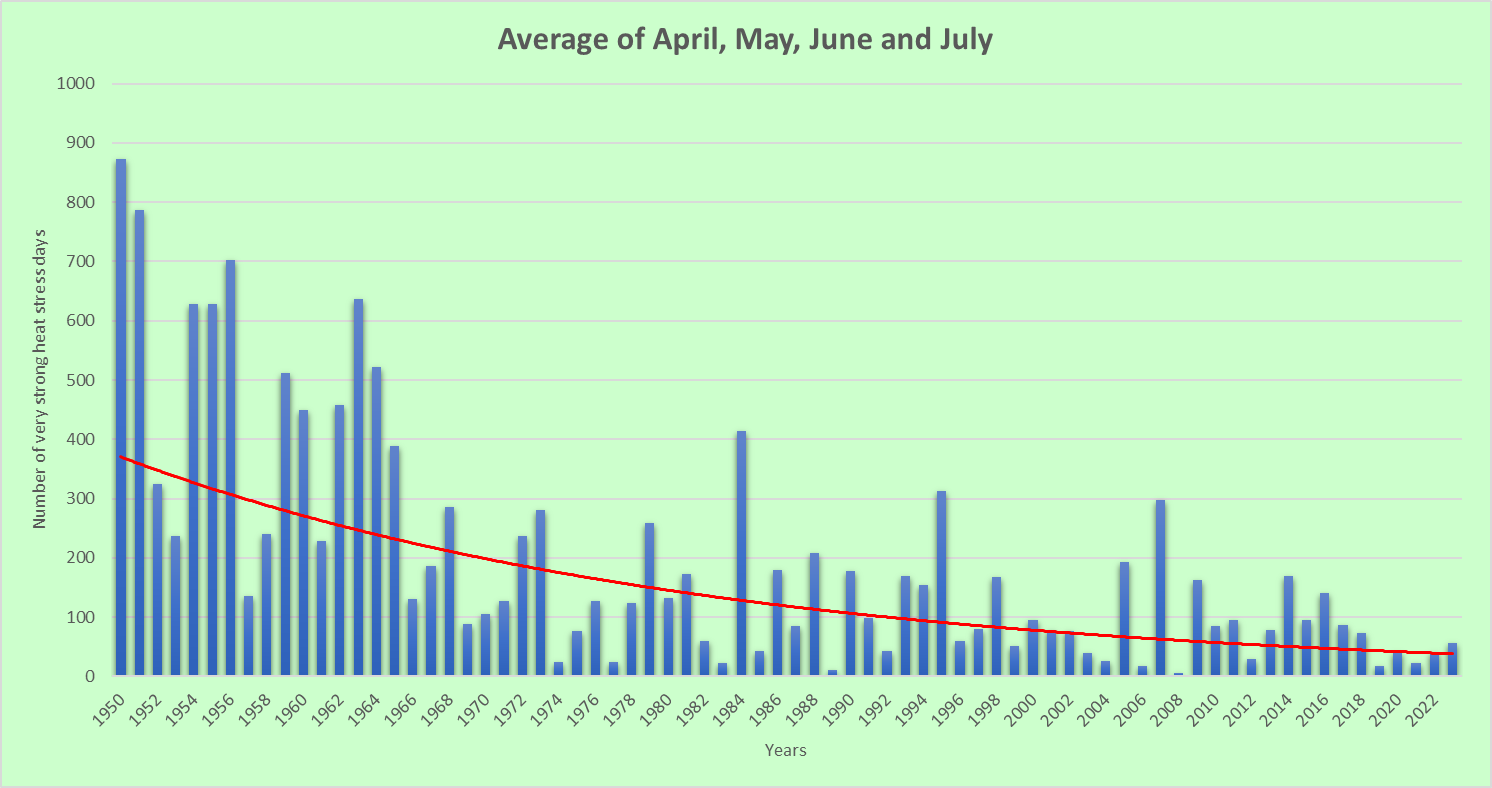 Average of April, May, June and July
1000
900
800
700
600
500
400
300
200
100
0
Number of very strong heat stress days
1950 1952 1954 1956 1958 1960 1962 1964 1966 1968 1970 1972 1974 1976 1978 1980 1982 1984 1986 1988 1990 1992 1994 1996 1998 2000 2002 2004 2006 2008 2010 2012 2014 2016 2018 2020 2022
Years